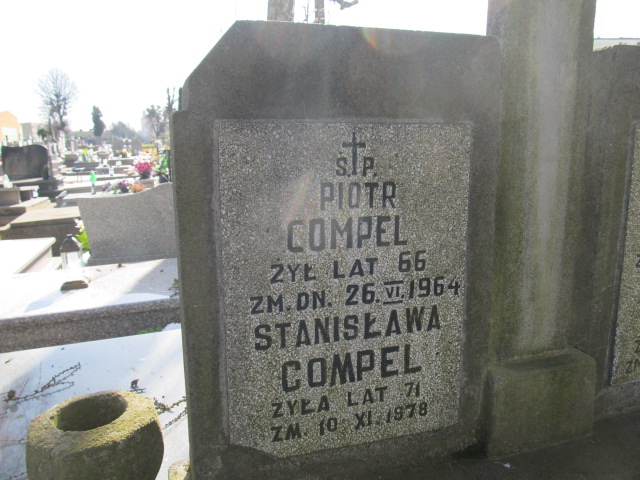 Ś.P.
PIOTR
COMPEL
ŻYŁ LAT 66
ZM. DN. 26.VI.1964.
STANISŁAWA
COMPEL
ŻYŁA LAT 71
ZM. 10 XI. 1978